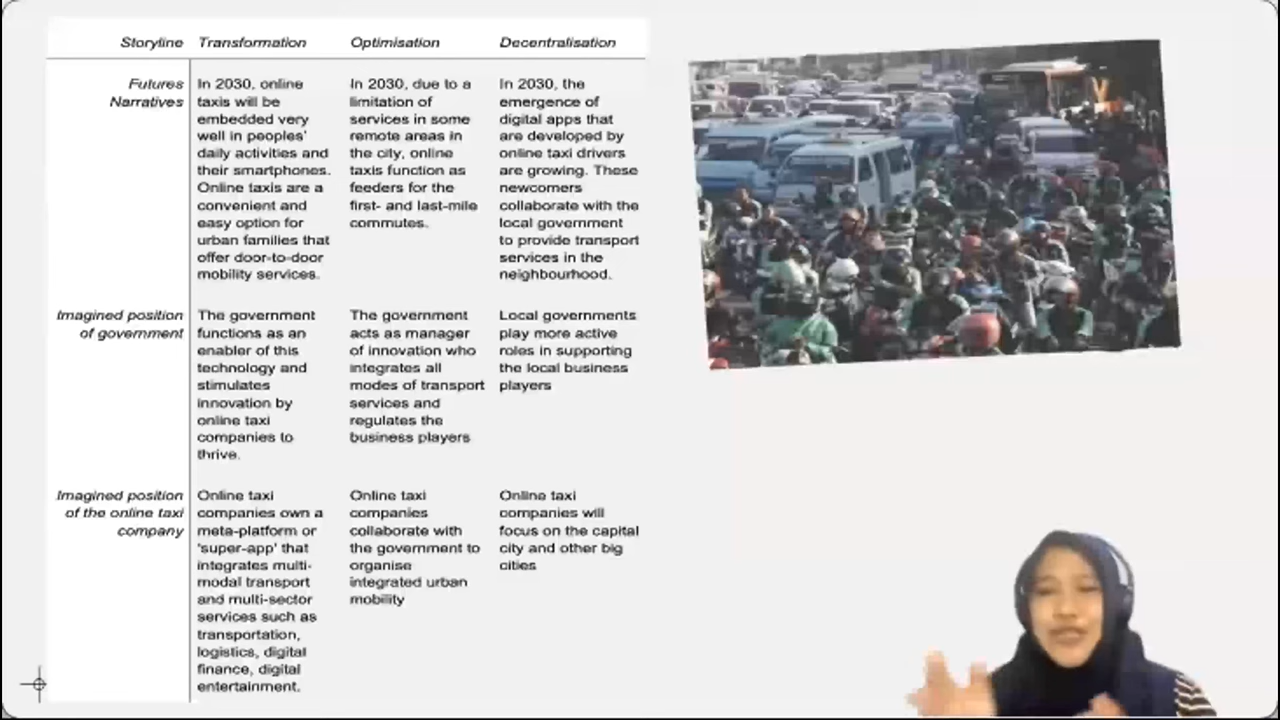 Storyline Transformation Optimisation Decentralisation
Futures
Narratives
In 2030, online
taxis will be
embedded very
well in peoples'
daily activities and
their smartphones.
Online taxis are a
convenient and
easy option for
urban families that
offer door-to-door
mobility services.
In 2030, due to a
limitation of
services in some
remote areas in
the city, online
taxis function as
feeders for the
first- and last-mile
commutes.
In 2030, the
emergence of
digital apps that
are developed by
online taxi drivers
are growing. These
newcomers
collaborate with the
local government
to provide transport
services in the
neighbourhood.
Imagined position
of government
The government
functions as an
enabler of this
technology and
stimulates
innovation by
online taxi
companies to
thrive.
The government
acts as manager
of innovation who
integrates all
modes of transport
services and
regulates the
business players
Local governments
play more active
roles in supporting
the local business
players
Imagined position
of the online taxi
company
Online taxi
companies own a
meta-platform or
'super-app' that
integrates multi-
modal transport
and multi-sector
services such as
transportation,
logistics, digital
finance, digital
entertainment.
Online taxi
companies
collaborate with
the government to
organise
integrated urban
mobility
Online taxi
companies will
focus on the capital
city and other big
cities